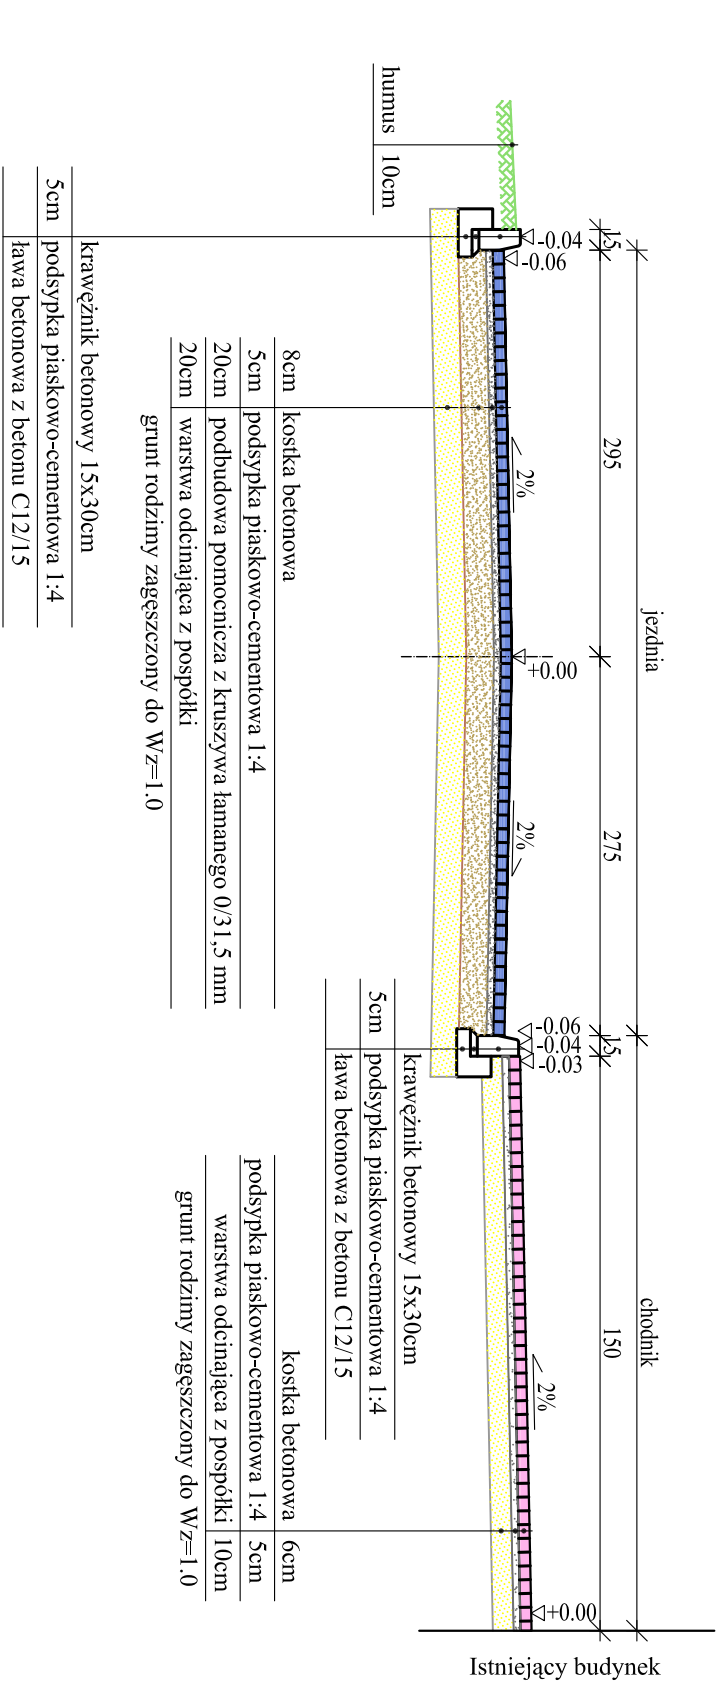 jezdnia
chodnik
15
295
275
15
150
-0.04
-0.06
2%
+0.00
2%
-0.06
-0.04
-0.03
2%
+0.00
Istniejący budynek
humus 10cm
krawężnik betonowy 15x30cm
5cm podsypka piaskowo-cementowa 1:4
ława betonowa z betonu C12/15
8cm kostka betonowa
5cm podsypka piaskowo-cementowa 1:4
20cm podbudowa pomocnicza z kruszywa łamanego 0/31,5 mm
20cm warstwa odcinająca z pospółki
grunt rodzimy zagęszczony do Wz=1.0
krawężnik betonowy 15x30cm
5cm podsypka piaskowo-cementowa 1:4
ława betonowa z betonu C12/15
kostka betonowa 6cm
podsypka piaskowo-cementowa 1:4 5cm
warstwa odcinająca z pospółki 10cm
grunt rodzimy zagęszczony do Wz=1.0